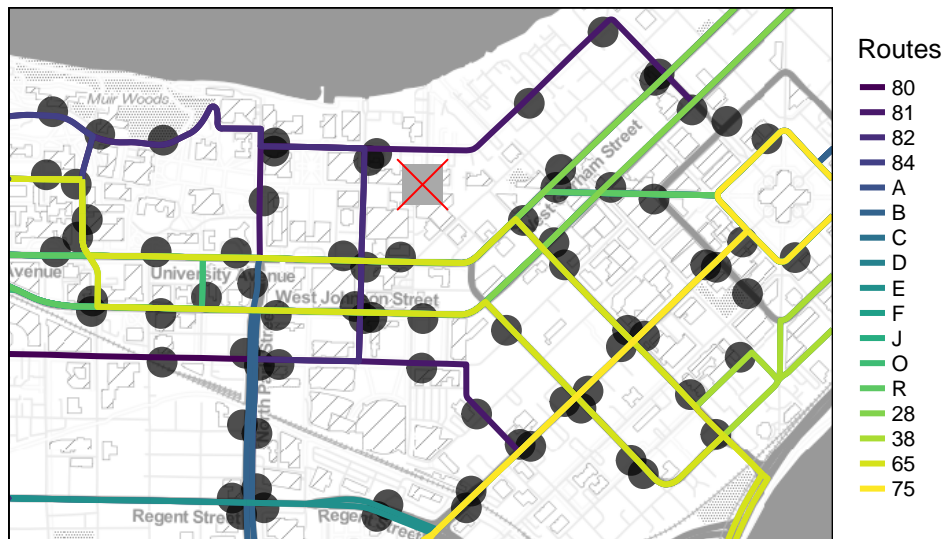 Routes
80
81
82
84
A
B
C
D
E
F
J
O
R
28
38
65
75
Muir Woods
Street
Avenue
University Avenue
West Johnson Street
Regent Street